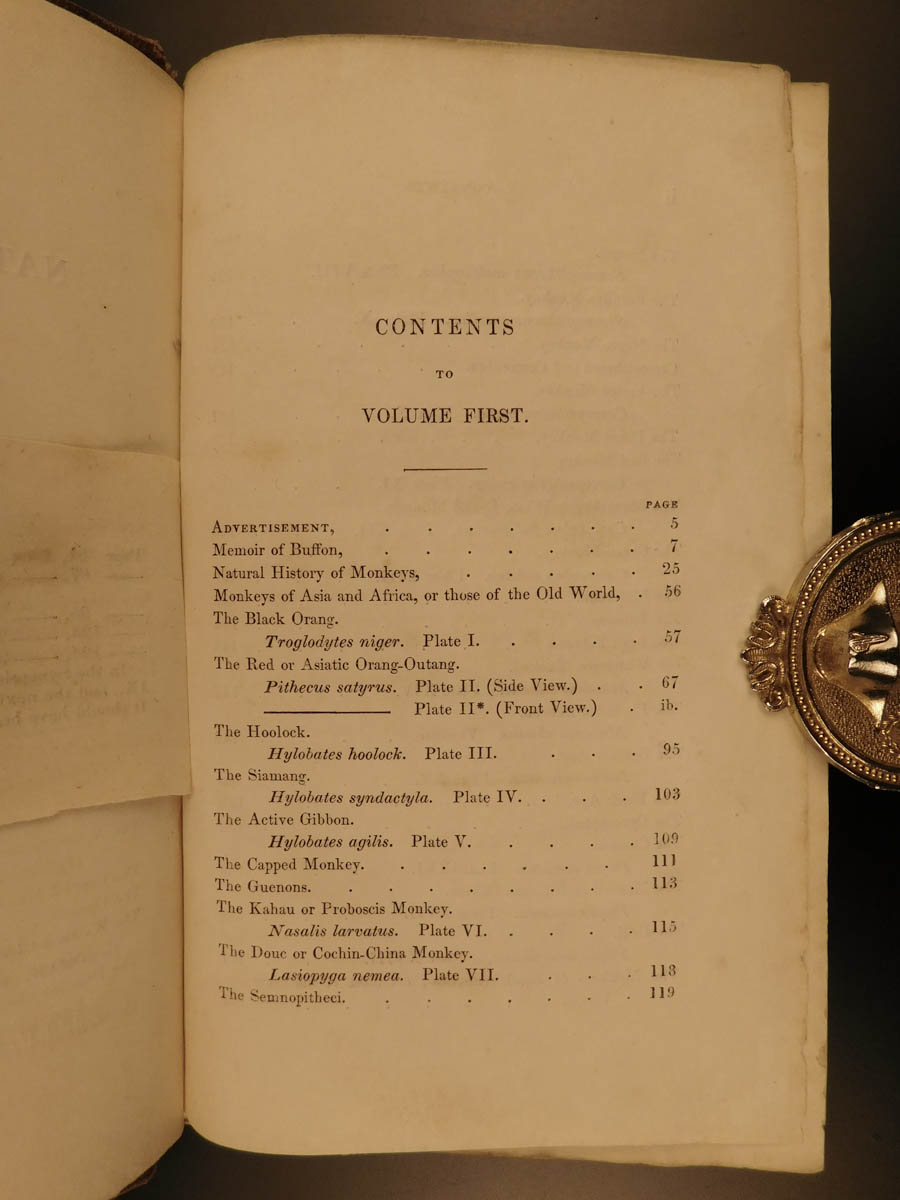 CONTENTS
TO
VOLUME FIRST.
PAGE
ADVERTISEMENT, . . . . . . . 5
Memoir of Buffon, . . . . . . . 7
Natural History of Monkeys, . . . . . 25
Monkeys of Asia and Africa, or those of the Old World, . 56
The Black Orang.
Troglodytes niger. Plate I. . . . . 57
The Red or Asiatic Orang-Outang.
Pithecus satyrus. Plate II. (Side View.) . . 67
Plate II*. (Front View.) . ib.
The Hoolock.
Hylobates hoolock. Plate III. . . . 95
The Siamang.
Hylobates syndactyla. Plate IV. . . . 103
The Active Gibbon.
Hylobates agilis. Plate V. . . . . 109
The Capped Monkey. . . . . . . 111
The Guenons. . . . . . . . 113
The Kahau or Proboscis Monkey.
Nasalis larvatus. Plate VI. . . . . 115
The Douc or Cochin-China Monkey.
Lasiopyga nemea. Plate VII. . . . 118
The Semnopitheci. . . . . . . . 119